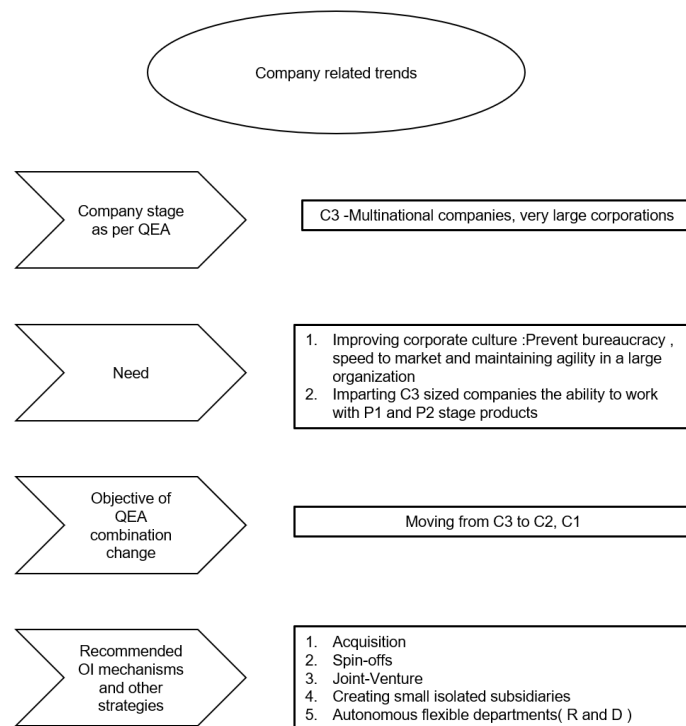 Company related trends
Company stage
as per QEA
C3 -Multinational companies, very large corporations
Need
1. Improving corporate culture :Prevent bureaucracy ,
speed to market and maintaining agility in a large
organization
2. Imparting C3 sized companies the ability to work
with P1 and P2 stage products
Objective of
QEA
combination
change
Moving from C3 to C2, C1
Recommended
OI mechanisms
and other
strategies
1. Acquisition
2. Spin-offs
3. Joint-Venture
4. Creating small isolated subsidiaries
5. Autonomous flexible departments( R and D )